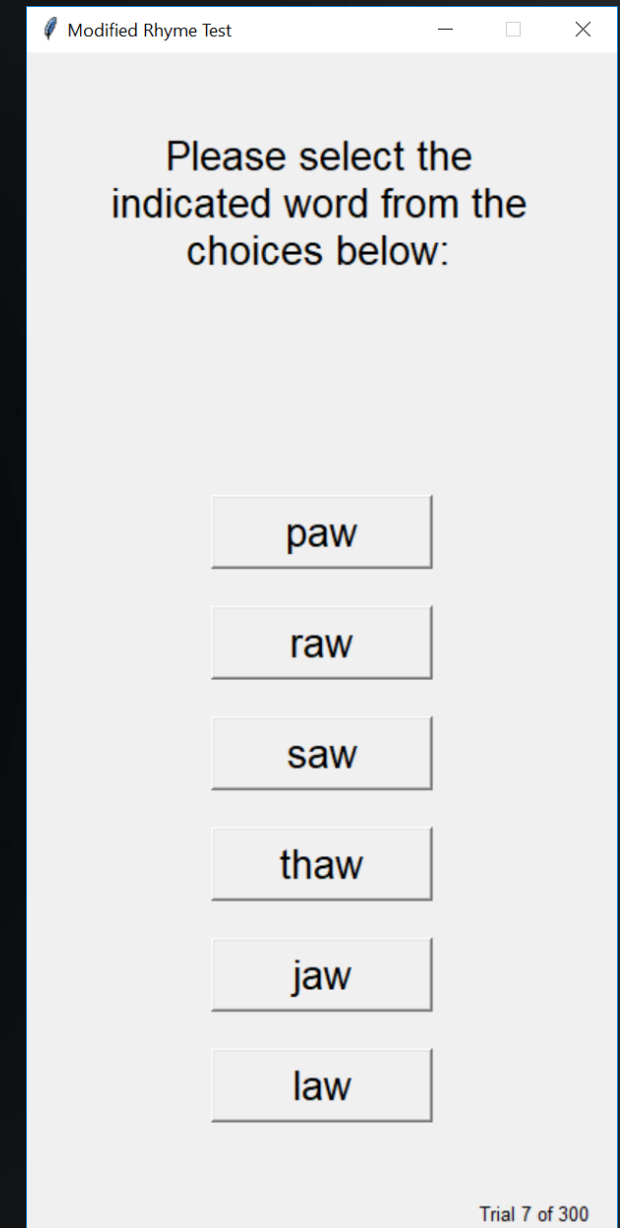 Modified Rhyme Test
Please select the
indicated word from the
choices below:
paw
raw
saw
thaw
jaw
law
Trial 7 of 300